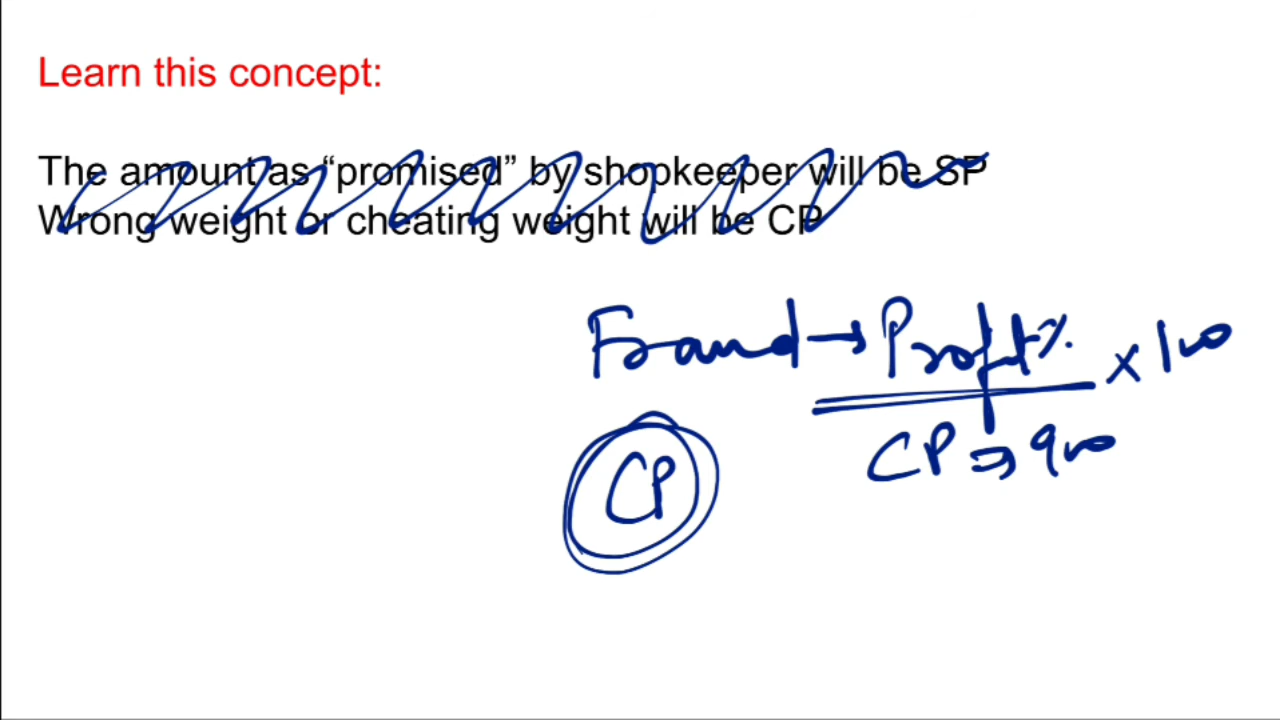 Learn this concept:
The amount as “promised” by shopkeeper will be SP
Wrong weight or cheating weight will be CP
Fraud → Profit% × 100
CP ⇒ 900
CP